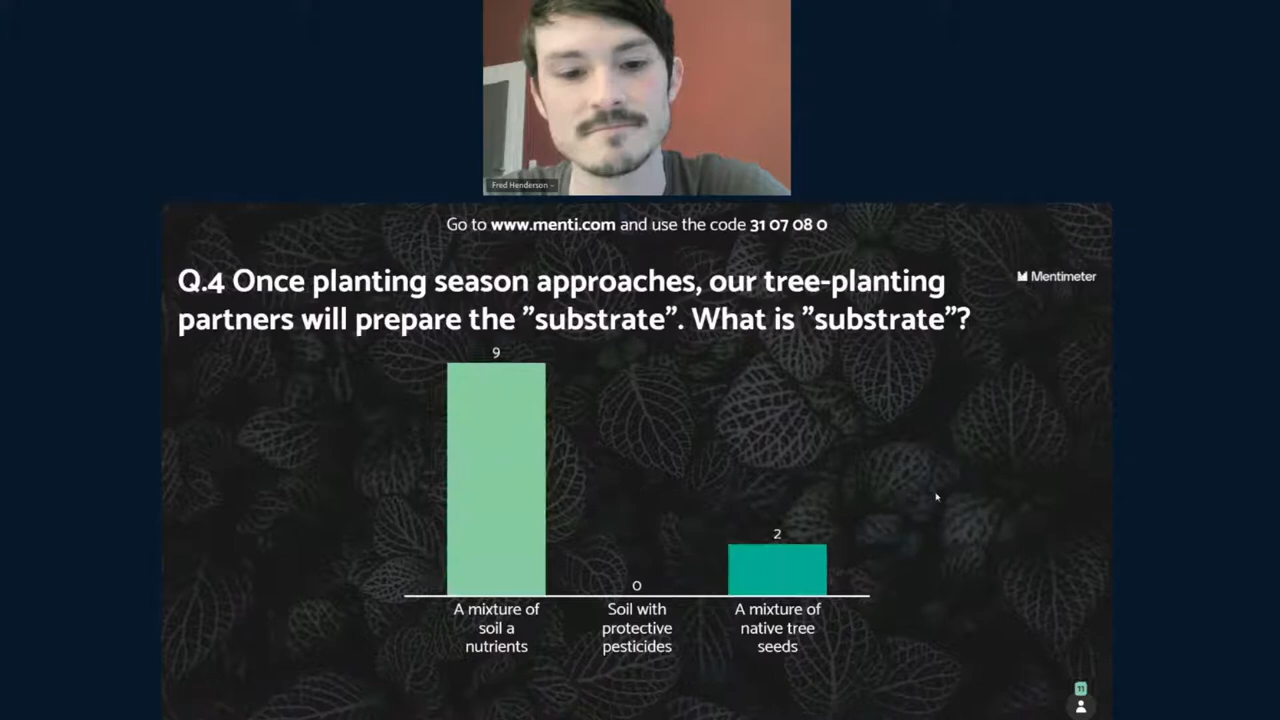 Fred Henderson -
Go to www.menti.com and use the code 31 07 08 0
Q.4 Once planting season approaches, our tree-planting
partners will prepare the "substrate". What is "substrate"?
Mentimeter
9
0
2
A mixture of
soil a
nutrients
Soil with
protective
pesticides
A mixture of
native tree
seeds
11